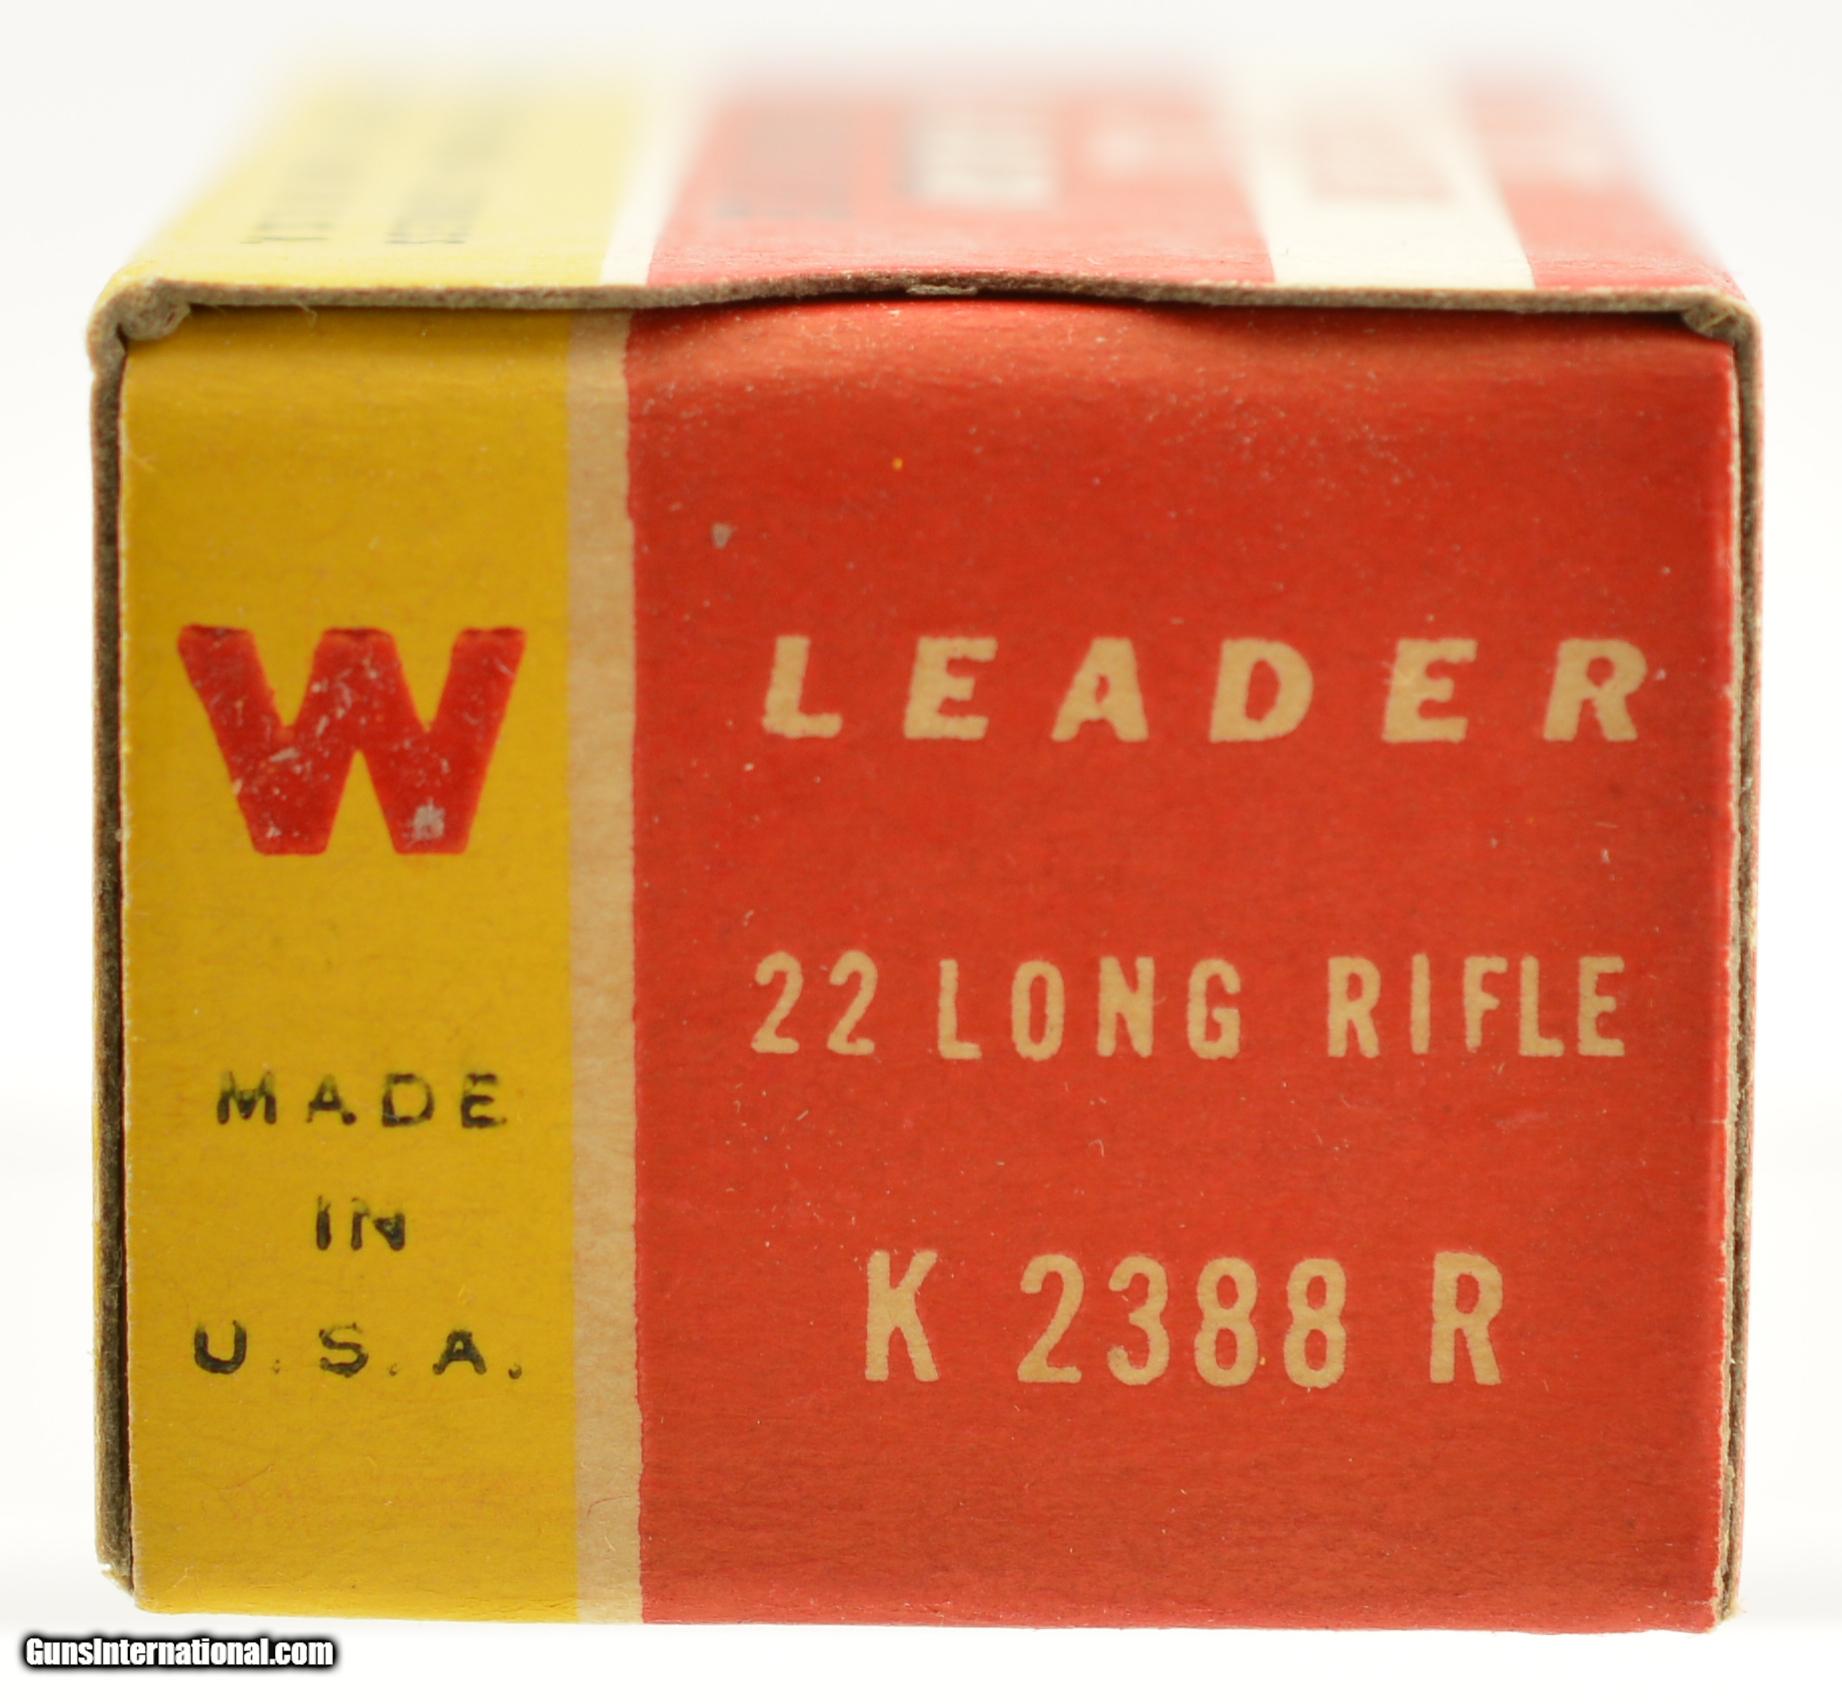 W
MADE
IN
U.S.A.
LEADER
22 LONG RIFLE
K 2388 R
GunsInternational.com